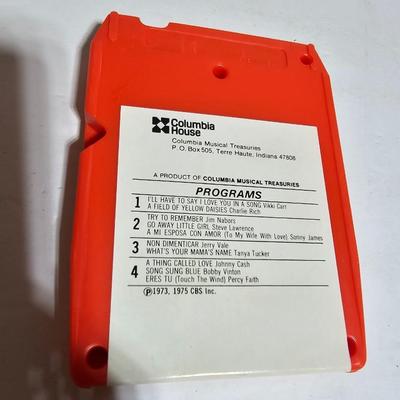 Columbia
House
Columbia Musical Treasuries
P.O. Box 505, Terre Haute, Indiana 47808
A PRODUCT OF COLUMBIA MUSICAL TREASURIES
PROGRAMS
1 I'LL HAVE TO SAY I LOVE YOU IN A SONG Vikki Carr
A FIELD OF YELLOW DAISIES Charlie Rich
2 TRY TO REMEMBER Jim Nabors
GO AWAY LITTLE GIRL Steve Lawrence
A MI ESPOSA CON AMOR (To My Wife With Love) Sonny James
3 NON DIMENTICAR Jerry Vale
WHAT'S YOUR MAMA'S NAME Tanya Tucker
4 A THING CALLED LOVE Johnny Cash
SONG SUNG BLUE Bobby Vinton
ERES TU (Touch The Wind) Percy Faith
Ⓟ1973, 1975 CBS Inc.